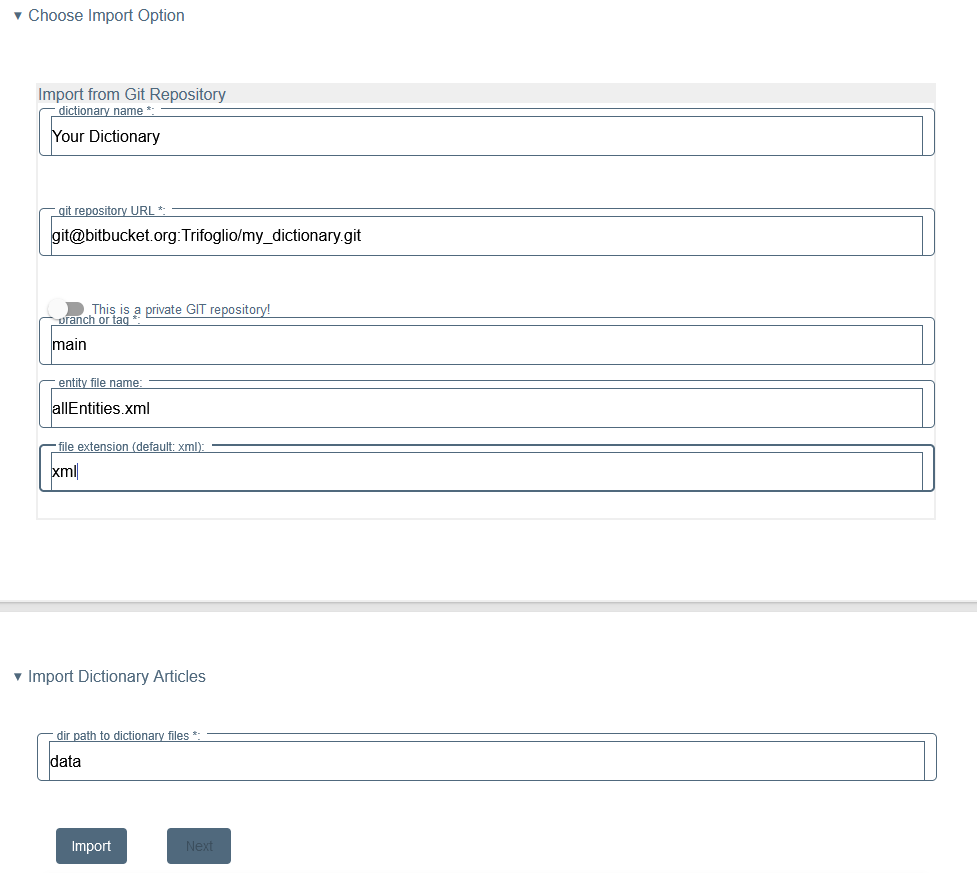 ▼ Choose Import Option
Import from Git Repository
dictionary name *:
Your Dictionary
git repository URL *:
git@bitbucket.org:Trifoglio/my_dictionary.git
This is a private GIT repository!
branch or tag *:
main
entity file name:
allEntities.xml
file extension (default: xml):
xml
▼ Import Dictionary Articles
dir path to dictionary files *:
data
Import Next